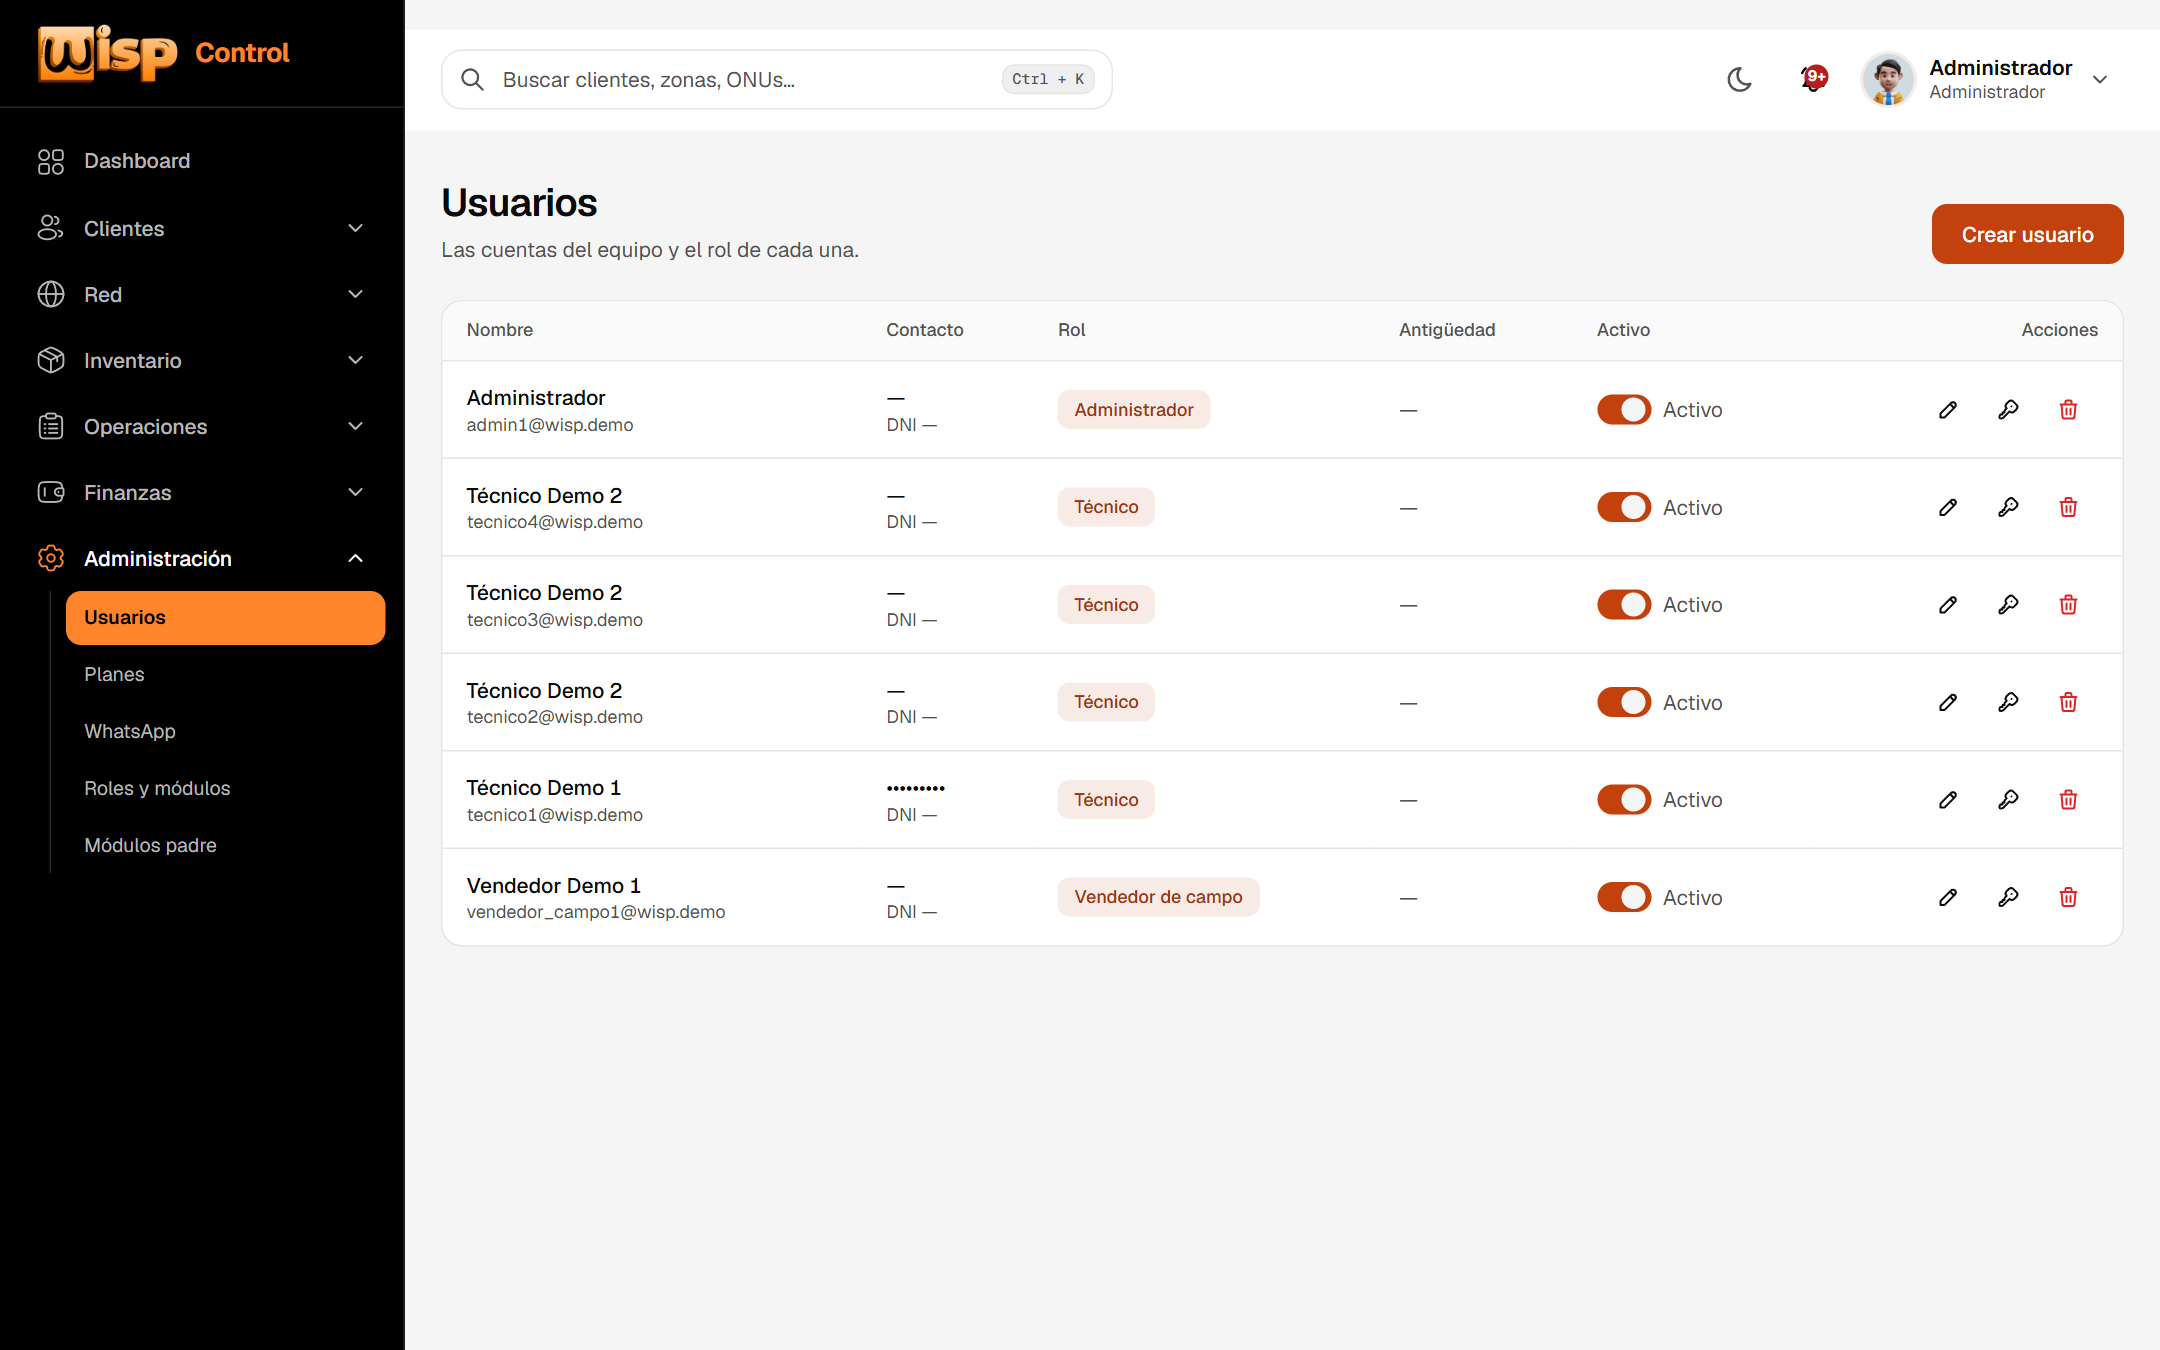 Wisp Control
Buscar clientes, zonas, ONUs...
Ctrl + K
9+
Administrador
Administrador
Dashboard
Clientes
Red
Inventario
Operaciones
Finanzas
Administración
Usuarios
Planes
WhatsApp
Roles y módulos
Módulos padre
Usuarios
Las cuentas del equipo y el rol de cada una.
Crear usuario
Nombre Contacto Rol Antigüedad Activo Acciones
Administrador — Administrador — Activo
admin1@wisp.demo DNI —
Técnico Demo 2 — Técnico — Activo
tecnico4@wisp.demo DNI —
Técnico Demo 2 — Técnico — Activo
tecnico3@wisp.demo DNI —
Técnico Demo 2 — Técnico — Activo
tecnico2@wisp.demo DNI —
Técnico Demo 1 ••••••••• Técnico — Activo
tecnico1@wisp.demo DNI —
Vendedor Demo 1 — Vendedor de campo — Activo
vendedor_campo1@wisp.demo DNI —